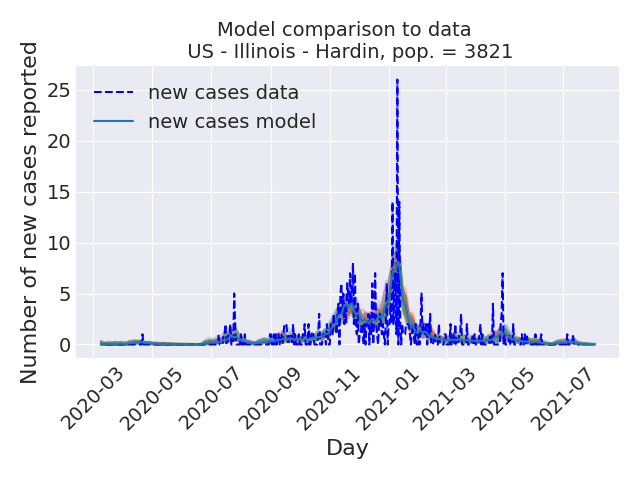 Model comparison to data
US - Illinois - Hardin, pop. = 3821
new cases data
new cases model
Number of new cases reported
25
20
15
10
5
0
2020-03
2020-05
2020-07
2020-09
2020-11
2021-01
2021-03
2021-05
2021-07
Day